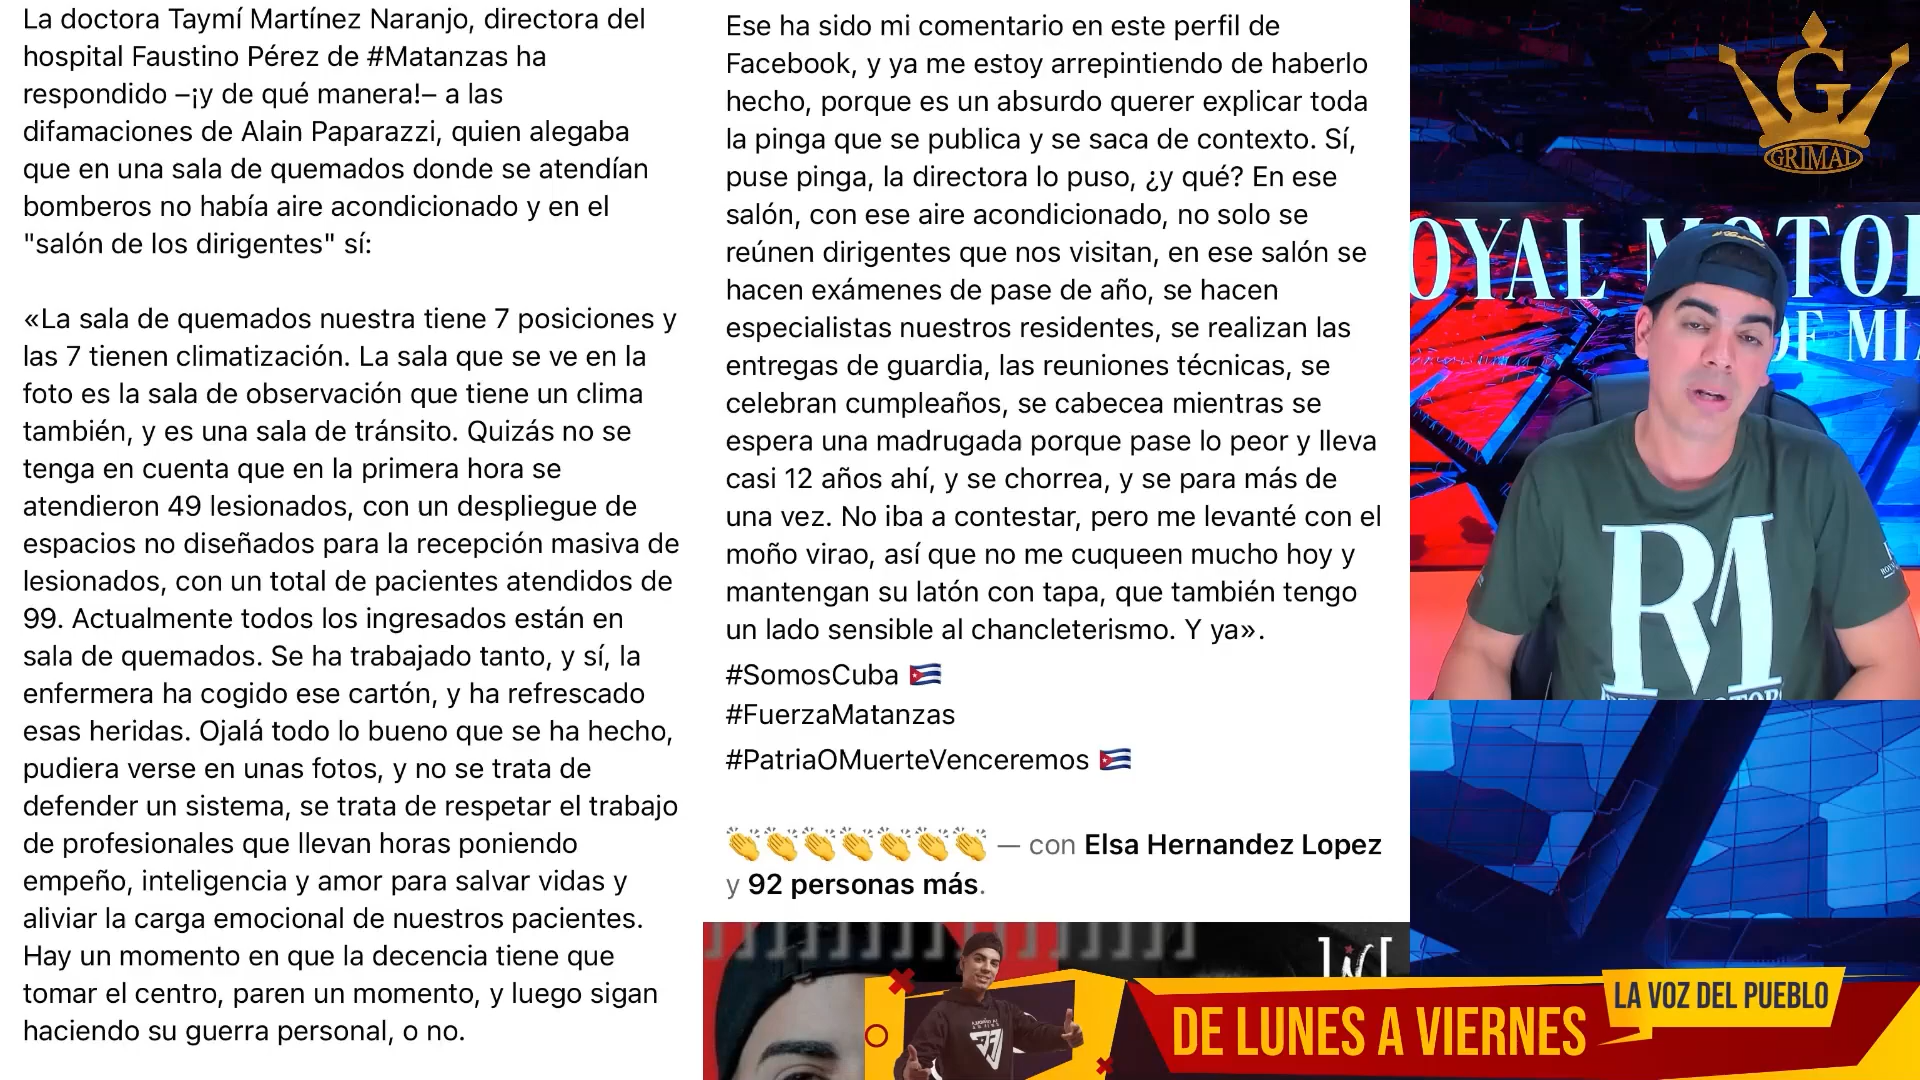 La doctora Taymí Martínez Naranjo, directora del
hospital Faustino Pérez de #Matanzas ha
respondido –¡y de qué manera!– a las
difamaciones de Alain Paparazzi, quien alegaba
que en una sala de quemados donde se atendían
bomberos no había aire acondicionado y en el
"salón de los dirigentes" sí:
«La sala de quemados nuestra tiene 7 posiciones y
las 7 tienen climatización. La sala que se ve en la
foto es la sala de observación que tiene un clima
también, y es una sala de tránsito. Quizás no se
tenga en cuenta que en la primera hora se
atendieron 49 lesionados, con un despliegue de
espacios no diseñados para la recepción masiva de
lesionados, con un total de pacientes atendidos de
99. Actualmente todos los ingresados están en
sala de quemados. Se ha trabajado tanto, y sí, la
enfermera ha cogido ese cartón, y ha refrescado
esas heridas. Ojalá todo lo bueno que se ha hecho,
pudiera verse en unas fotos, y no se trata de
defender un sistema, se trata de respetar el trabajo
de profesionales que llevan horas poniendo
empeño, inteligencia y amor para salvar vidas y
aliviar la carga emocional de nuestros pacientes.
Hay un momento en que la decencia tiene que
tomar el centro, paren un momento, y luego sigan
haciendo su guerra personal, o no.
Ese ha sido mi comentario en este perfil de
Facebook, y ya me estoy arrepintiendo de haberlo
hecho, porque es un absurdo querer explicar toda
la pinga que se publica y se saca de contexto. Sí,
puse pinga, la directora lo puso, ¿y qué? En ese
salón, con ese aire acondicionado, no solo se
reúnen dirigentes que nos visitan, en ese salón se
hacen exámenes de pase de año, se hacen
especialistas nuestros residentes, se realizan las
entregas de guardia, las reuniones técnicas, se
celebran cumpleaños, se cabecea mientras se
espera una madrugada porque pase lo peor y lleva
casi 12 años ahí, y se chorrea, y se para más de
una vez. No iba a contestar, pero me levanté con el
moño virao, así que no me cuqueen mucho hoy y
mantengan su latón con tapa, que también tengo
un lado sensible al chancleterismo. Y ya».
#SomosCuba 🇨🇺
#FuerzaMatanzas
#PatriaOMuerteVenceremos 🇨🇺
👏👏👏👏👏👏👏 — con Elsa Hernandez Lopez
y 92 personas más.
G
GRIMAL
OYAL MOTOR
OF MIA
RM
LA VOZ DEL PUEBLO
DE LUNES A VIERNES